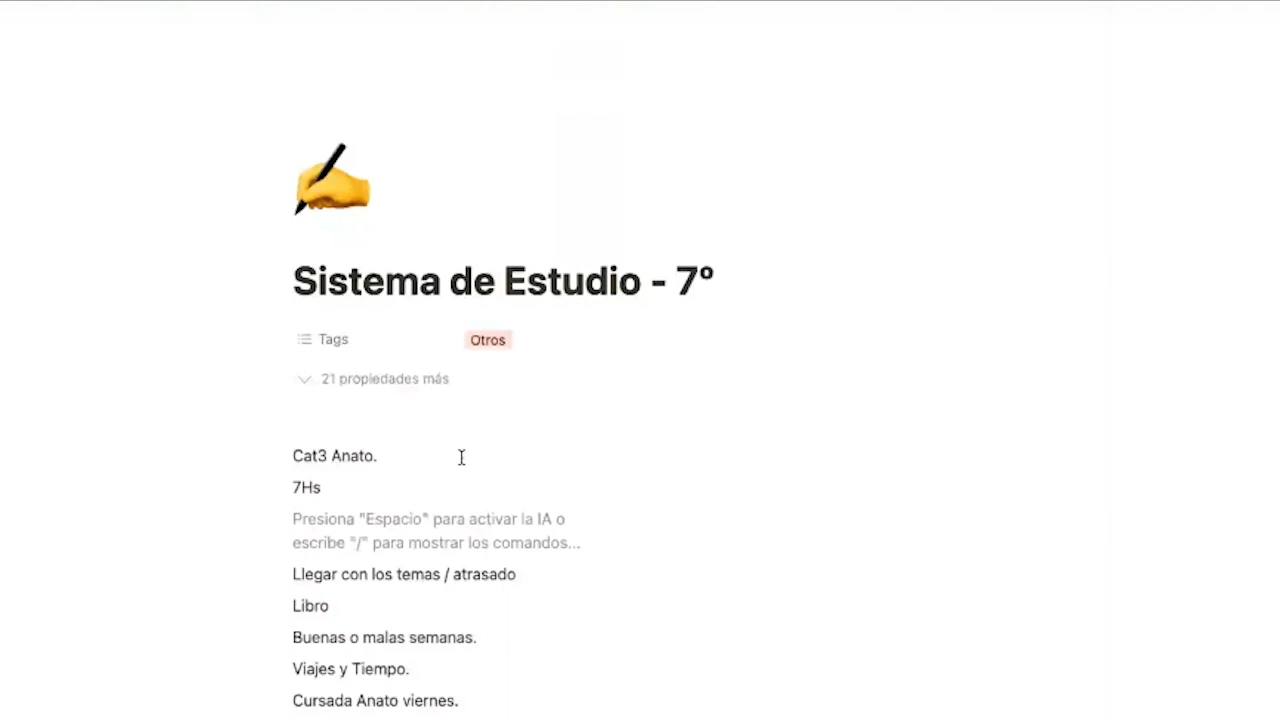 Sistema de Estudio - 7º
Tags
Otros
21 propiedades más
Cat3 Anato.
7Hs
Presiona "Espacio" para activar la IA o
escribe "/" para mostrar los comandos...
Llegar con los temas / atrasado
Libro
Buenas o malas semanas.
Viajes y Tiempo.
Cursada Anato viernes.